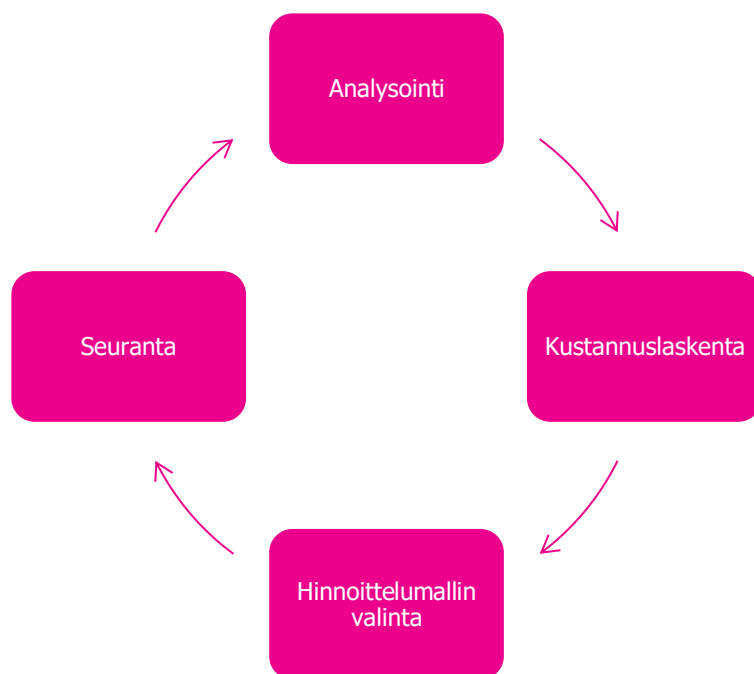 Analysointi
Seuranta
Kustannuslaskenta
Hinnoittelumallin
valinta